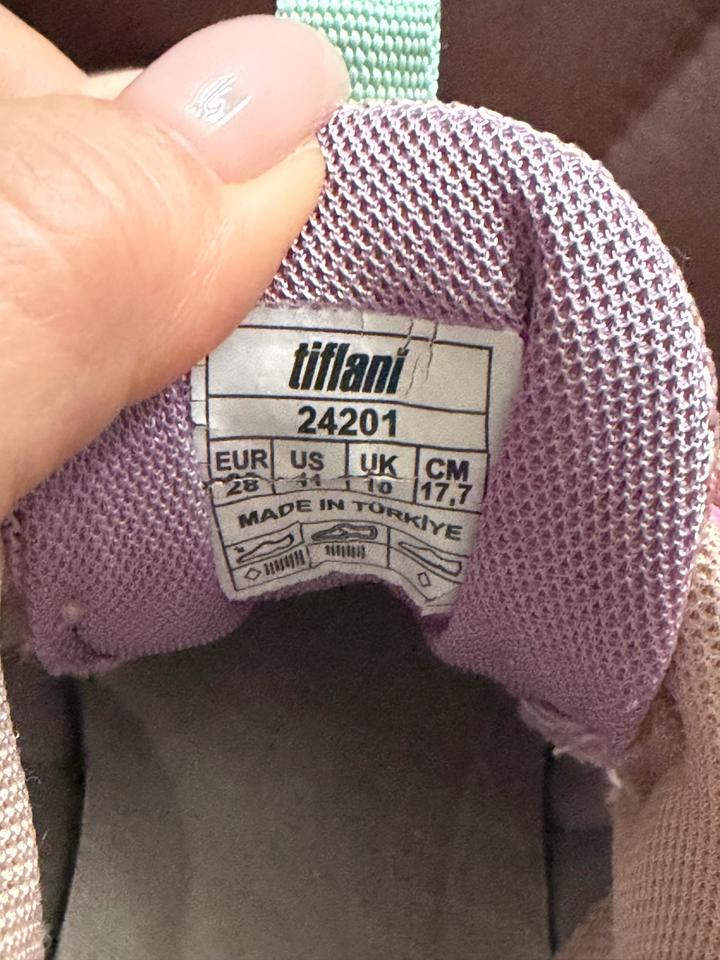 tiflani
24201
EUR US UK CM
28 11 10 17,7
MADE IN TÜRKİYE